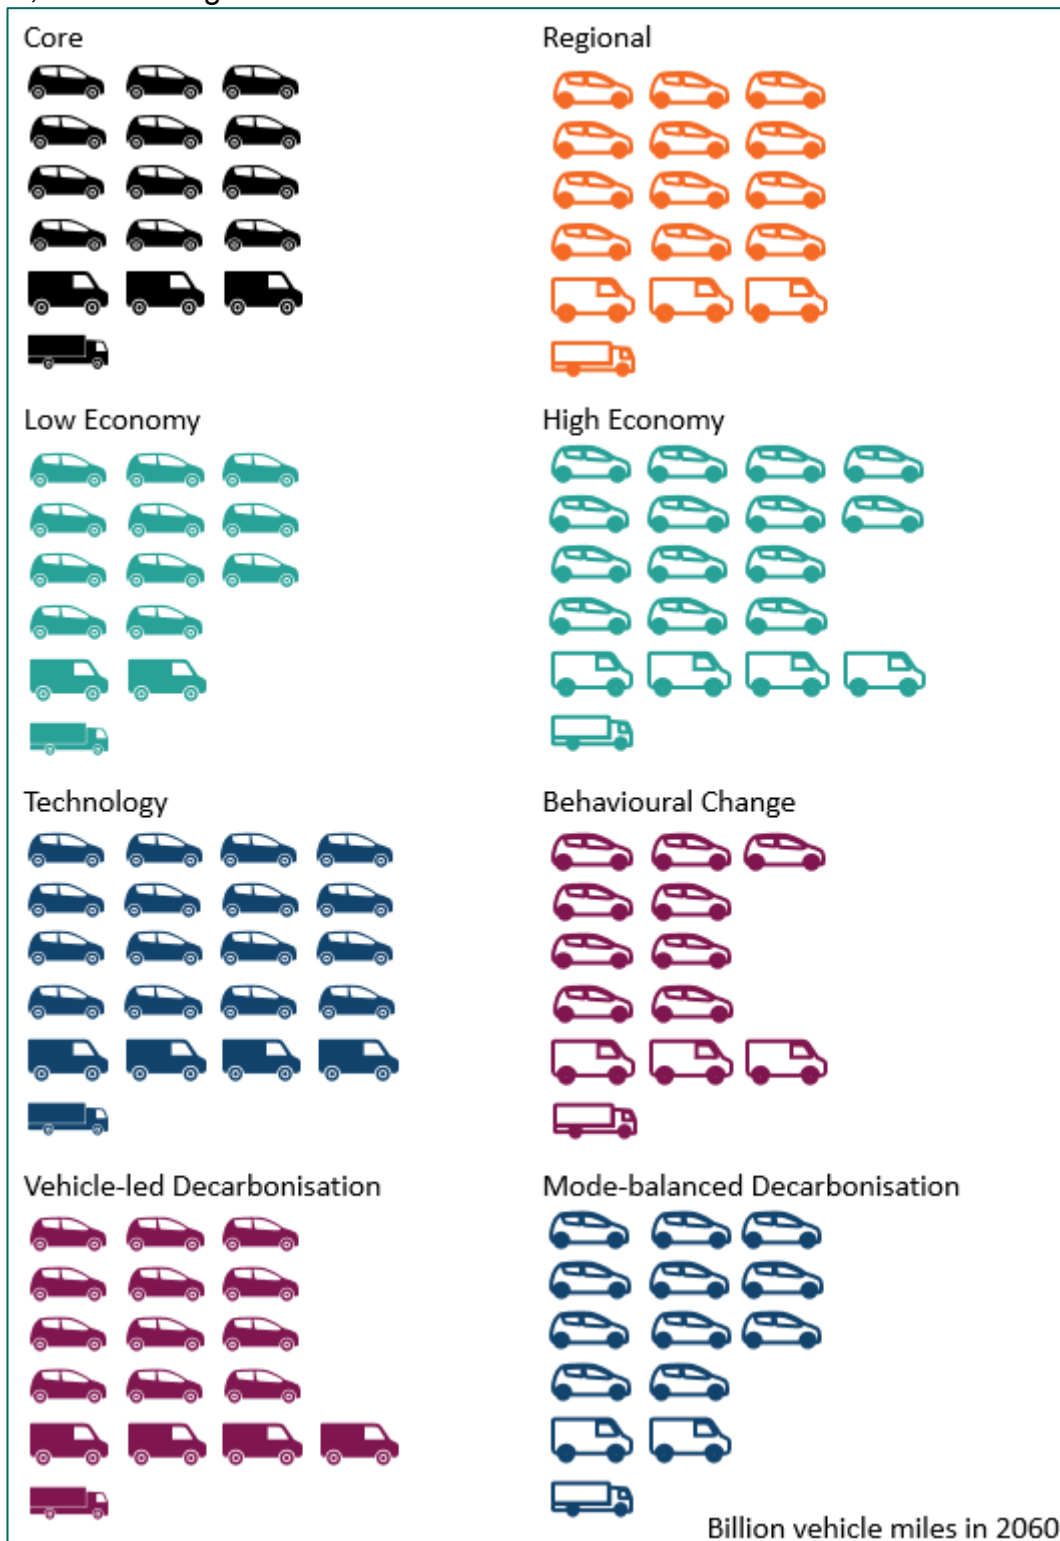 Core
Regional
Low Economy
High Economy
Technology
Behavioural Change
Vehicle-led Decarbonisation
Mode-balanced Decarbonisation
Billion vehicle miles in 2060